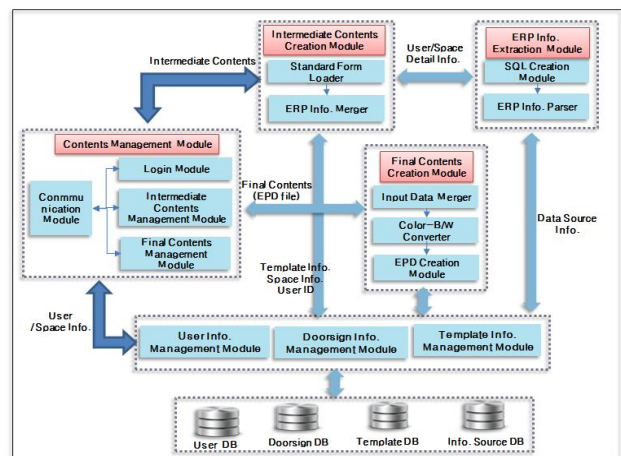 Intermediate Contents
Creation Module
Standard Form
Loader
ERP Info. Merger
User/Space
Detail Info.
ERP Info.
Extraction Module
SQL Creation
Module
ERP Info. Parser
Intermediate Contents
Contents Management Module
Login Module
Conmmu
nication
Module
Intermediate
Contents
Management Module
Final Contents
Management
Module
Final Contents
(EPD file)
Final Contents
Creation Module
Input Data Merger
Color-B/W
Converter
EPD Creation
Module
Data Source
Info.
Template Info.
Space Info.
User ID
User
/Space Info.
User Info.
Management Module
Doorsign Info.
Management Module
Template Info.
Management Module
User DB
Doorsign DB
Template DB
Info. Source DB